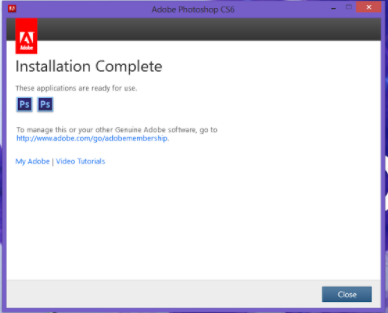 Adobe Photoshop CS6
Adobe
Installation Complete
These applications are ready for use.
Ps Ps
To manage this or your other Genuine Adobe software, go to
http://www.adobe.com/go/adobemembership.
My Adobe | Video Tutorials
Close